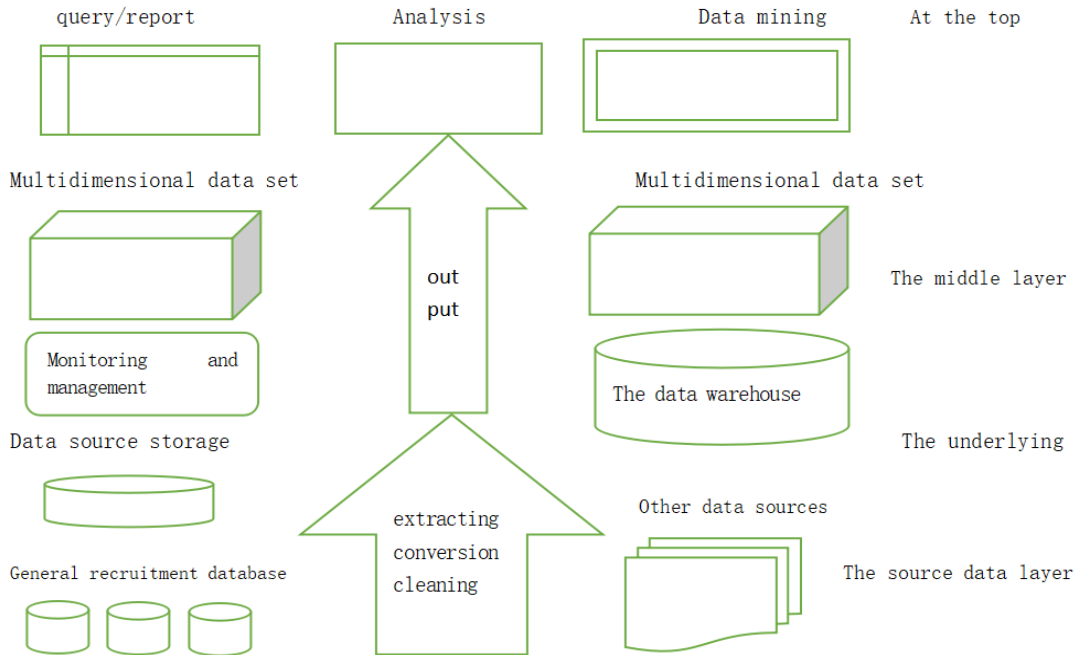 query/report
Analysis
Data mining
At the top
Multidimensional data set
Multidimensional data set
out
put
The middle layer
Monitoring and
management
The data warehouse
Data source storage
The underlying
Other data sources
extracting
conversion
cleaning
General recruitment database
The source data layer